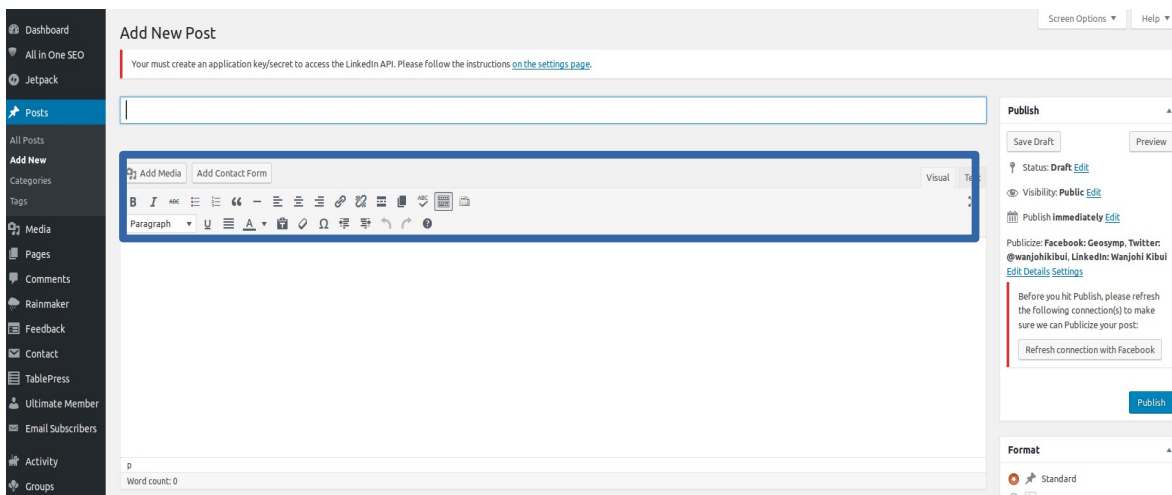 Screen Options Help
Dashboard
All in One SEO
Jetpack
Posts
All Posts
Add New
Categories
Tags
Media
Pages
Comments
Rainmaker
Feedback
Contact
TablePress
Ultimate Member
Email Subscribers
Activity
Groups
Add New Post
Your must create an application key/secret to access the LinkedIn API. Please follow the instructions on the settings page.
Add Media Add Contact Form
Visual
B I ABC ABC
Paragraph U A Ω
p
Word count: 0
Publish
Save Draft Preview
Status: Draft Edit
Visibility: Public Edit
Publish immediately Edit
Publicize: Facebook: Geosymp, Twitter:
@wanjohikibui, LinkedIn: Wanjohi Kibui
Edit Details Settings
Before you hit Publish, please refresh
the following connection(s) to make
sure we can Publicize your post:
Refresh connection with Facebook
Publish
Format
Standard